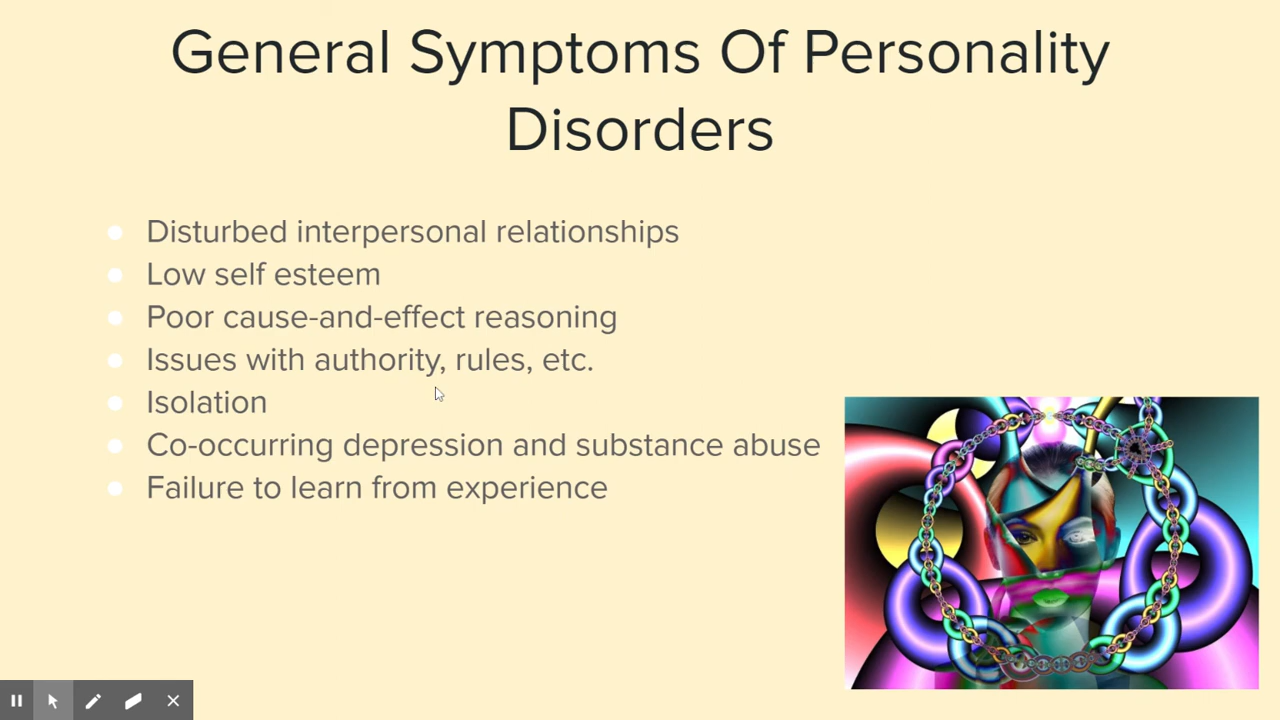 General Symptoms Of Personality
Disorders
Disturbed interpersonal relationships
Low self esteem
Poor cause-and-effect reasoning
Issues with authority, rules, etc.
Isolation
Co-occurring depression and substance abuse
Failure to learn from experience